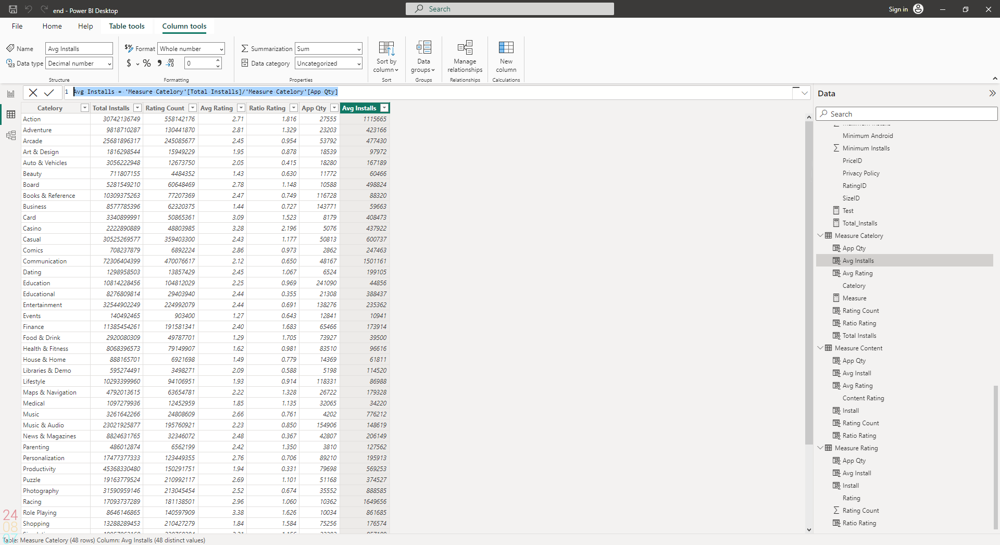 end - Power BI Desktop
Search
Sign in
File Home Help Table tools Column tools
Name Avg Installs
Data type Decimal number
Structure
Format Whole number
$ % 0
Formatting
Summarization Sum
Data category Uncategorized
Properties
Sort by column
Sort
Data groups
Groups
Manage relationships
Relationships
New column
Calculations
1 Avg Installs = 'Measure Catelory'[Total Installs]/'Measure Catelory'[App Qty]
Catelory Total Installs Rating Count Avg Rating Ratio Rating App Qty Avg Installs
Action 30742136749 558142176 2.71 1.816 27555 1115665
Adventure 9818710287 130441870 2.81 1.329 23203 423166
Arcade 25681896317 245085677 2.45 0.954 53792 477430
Art & Design 1816298544 15949229 1.95 0.878 18539 97972
Auto & Vehicles 3056222948 12673750 2.05 0.415 18280 167189
Beauty 711807155 4484352 1.43 0.630 11772 60466
Board 5281549210 60648469 2.78 1.148 10588 498824
Books & Reference 10309375263 77207369 2.47 0.749 116728 88320
Business 8577785396 62320375 1.44 0.727 143771 59663
Card 3340899991 50865361 3.09 1.523 8179 408473
Casino 2222890889 48803985 3.28 2.196 5076 437922
Casual 30525269577 359403300 2.43 1.177 50813 600737
Comics 708237879 6892224 2.86 0.973 2862 247463
Communication 72306404399 470076617 2.12 0.650 48167 1501161
Dating 1298958503 13857429 2.45 1.067 6524 199105
Education 10814228456 104812029 2.25 0.969 241090 44856
Educational 8276809814 29403940 2.44 0.355 21308 388437
Entertainment 32544902249 224992079 2.44 0.691 138276 235362
Events 140492465 903400 1.27 0.643 12841 10941
Finance 11385454261 191581341 2.40 1.683 65466 173914
Food & Drink 2920080309 49787701 1.29 1.705 73927 39500
Health & Fitness 8068396573 79149907 1.62 0.981 83510 96616
House & Home 888165701 6921698 1.49 0.779 14369 61811
Libraries & Demo 595274491 3498271 2.09 0.588 5198 114520
Lifestyle 10293399960 94106951 1.93 0.914 118331 86988
Maps & Navigation 4792013615 63654781 2.22 1.328 26722 179328
Medical 1097279936 12452959 1.85 1.135 32065 34220
Music 3261642266 24808609 2.66 0.761 4202 776212
Music & Audio 23021925877 195760921 2.23 0.850 154906 148619
News & Magazines 8824631765 32346072 2.48 0.367 42807 206149
Parenting 486012874 6562199 2.42 1.350 3810 127562
Personalization 17477377333 123449355 2.76 0.706 89210 195913
Productivity 45368330480 150291751 1.94 0.331 79698 569253
Puzzle 19163779524 210992117 2.69 1.101 51168 374527
Photography 31590959146 213045454 2.52 0.674 35552 888585
Racing 17093737289 181138501 2.96 1.060 10362 1649656
Role Playing 8646146865 140597909 3.38 1.626 10034 861685
Shopping 13288289453 210427279 1.84 1.584 75256 176574
24
08
07
Table: Measure Catelory (48 rows) Column: Avg Installs (48 distinct values)
Data
Search
Minimum Android
Minimum Installs
PriceID
Privacy Policy
RatingID
SizeID
Test
Total_Installs
Measure Catelory
App Qty
Avg Installs
Avg Rating
Catelory
Measure
Rating Count
Ratio Rating
Total Installs
Measure Content
App Qty
Avg Install
Avg Rating
Content Rating
Install
Rating Count
Ratio Rating
Measure Rating
App Qty
Avg Install
Install
Rating
Rating Count
Ratio Rating